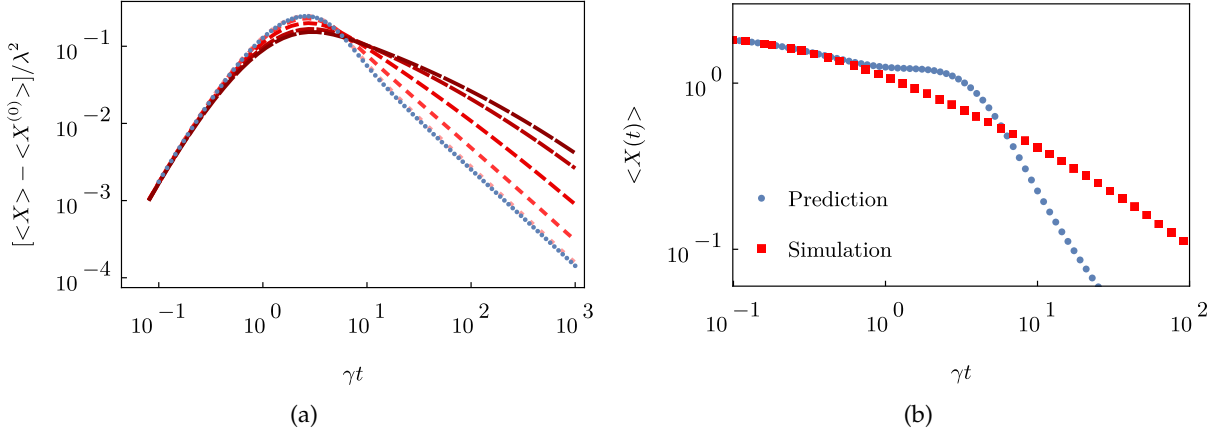 [<X> − <X^{(0)}>]/λ^2
10^{-1}
10^{-2}
10^{-3}
10^{-4}
10^{-1} 10^0 10^1 10^2 10^3
γt
(a)
<X(t)>
10^0
10^{-1}
Prediction
Simulation
10^{-1} 10^0 10^1 10^2
γt
(b)